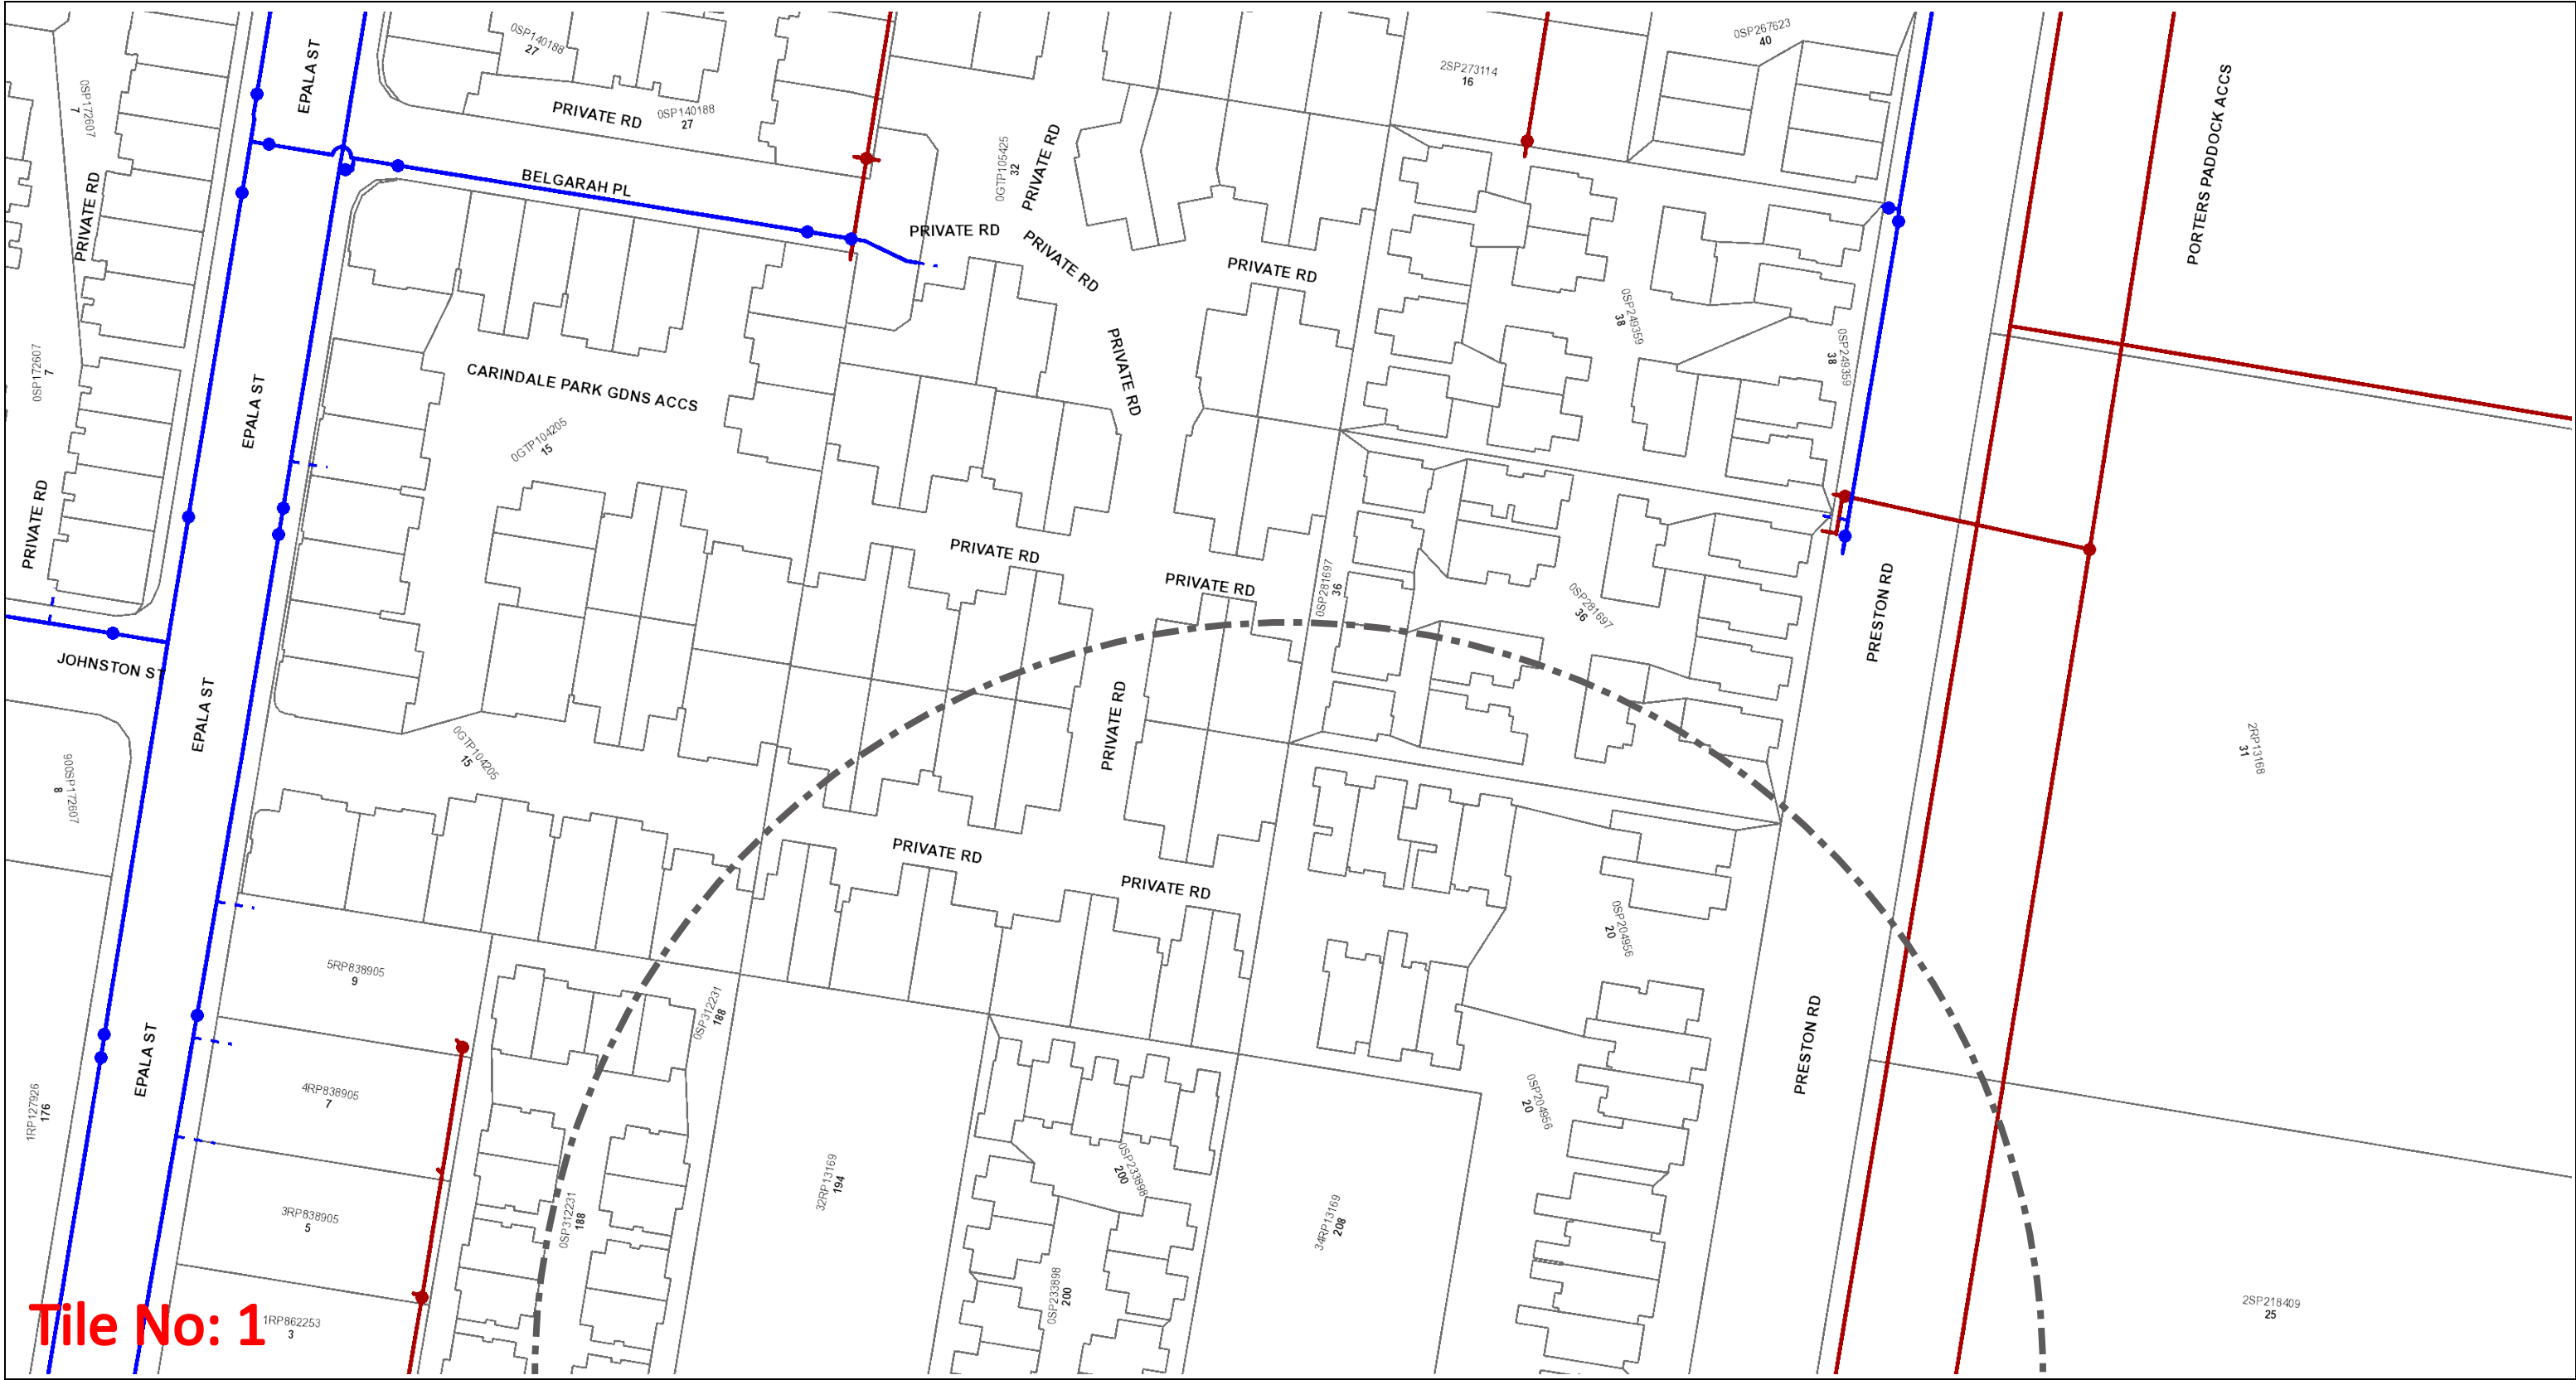 0SP140188
27
PRIVATE RD
0SP140188
27
EPALA ST
0SP172607
7
PRIVATE RD
BELGARAH PL
0GTP105425
32
PRIVATE RD
PRIVATE RD
PRIVATE RD
PRIVATE RD
2SP273114
16
0SP267623
40
PORTERS PADDOCK ACCS
PRIVATE RD
0SP249359
38
0SP249359
38
0SP172607
7
EPALA ST
CARINDALE PARK GDNS ACCS
0GTP104205
15
PRIVATE RD
PRIVATE RD
PRIVATE RD
0SP281697
36
0SP281697
36
PRESTON RD
JOHNSTON ST
EPALA ST
PRIVATE RD
0GTP104205
15
900SP172607
8
2RP13168
31
PRIVATE RD
PRIVATE RD
0SP204956
20
5RP838905
9
0SP312231
188
EPALA ST
4RP838905
7
1RP127926
176
PRESTON RD
0SP204956
20
0SP233898
200
32RP13169
194
3RP838905
5
0SP312231
188
34RP13169
208
0SP233898
200
2SP218409
25
1RP862253
3
Tile No: 1